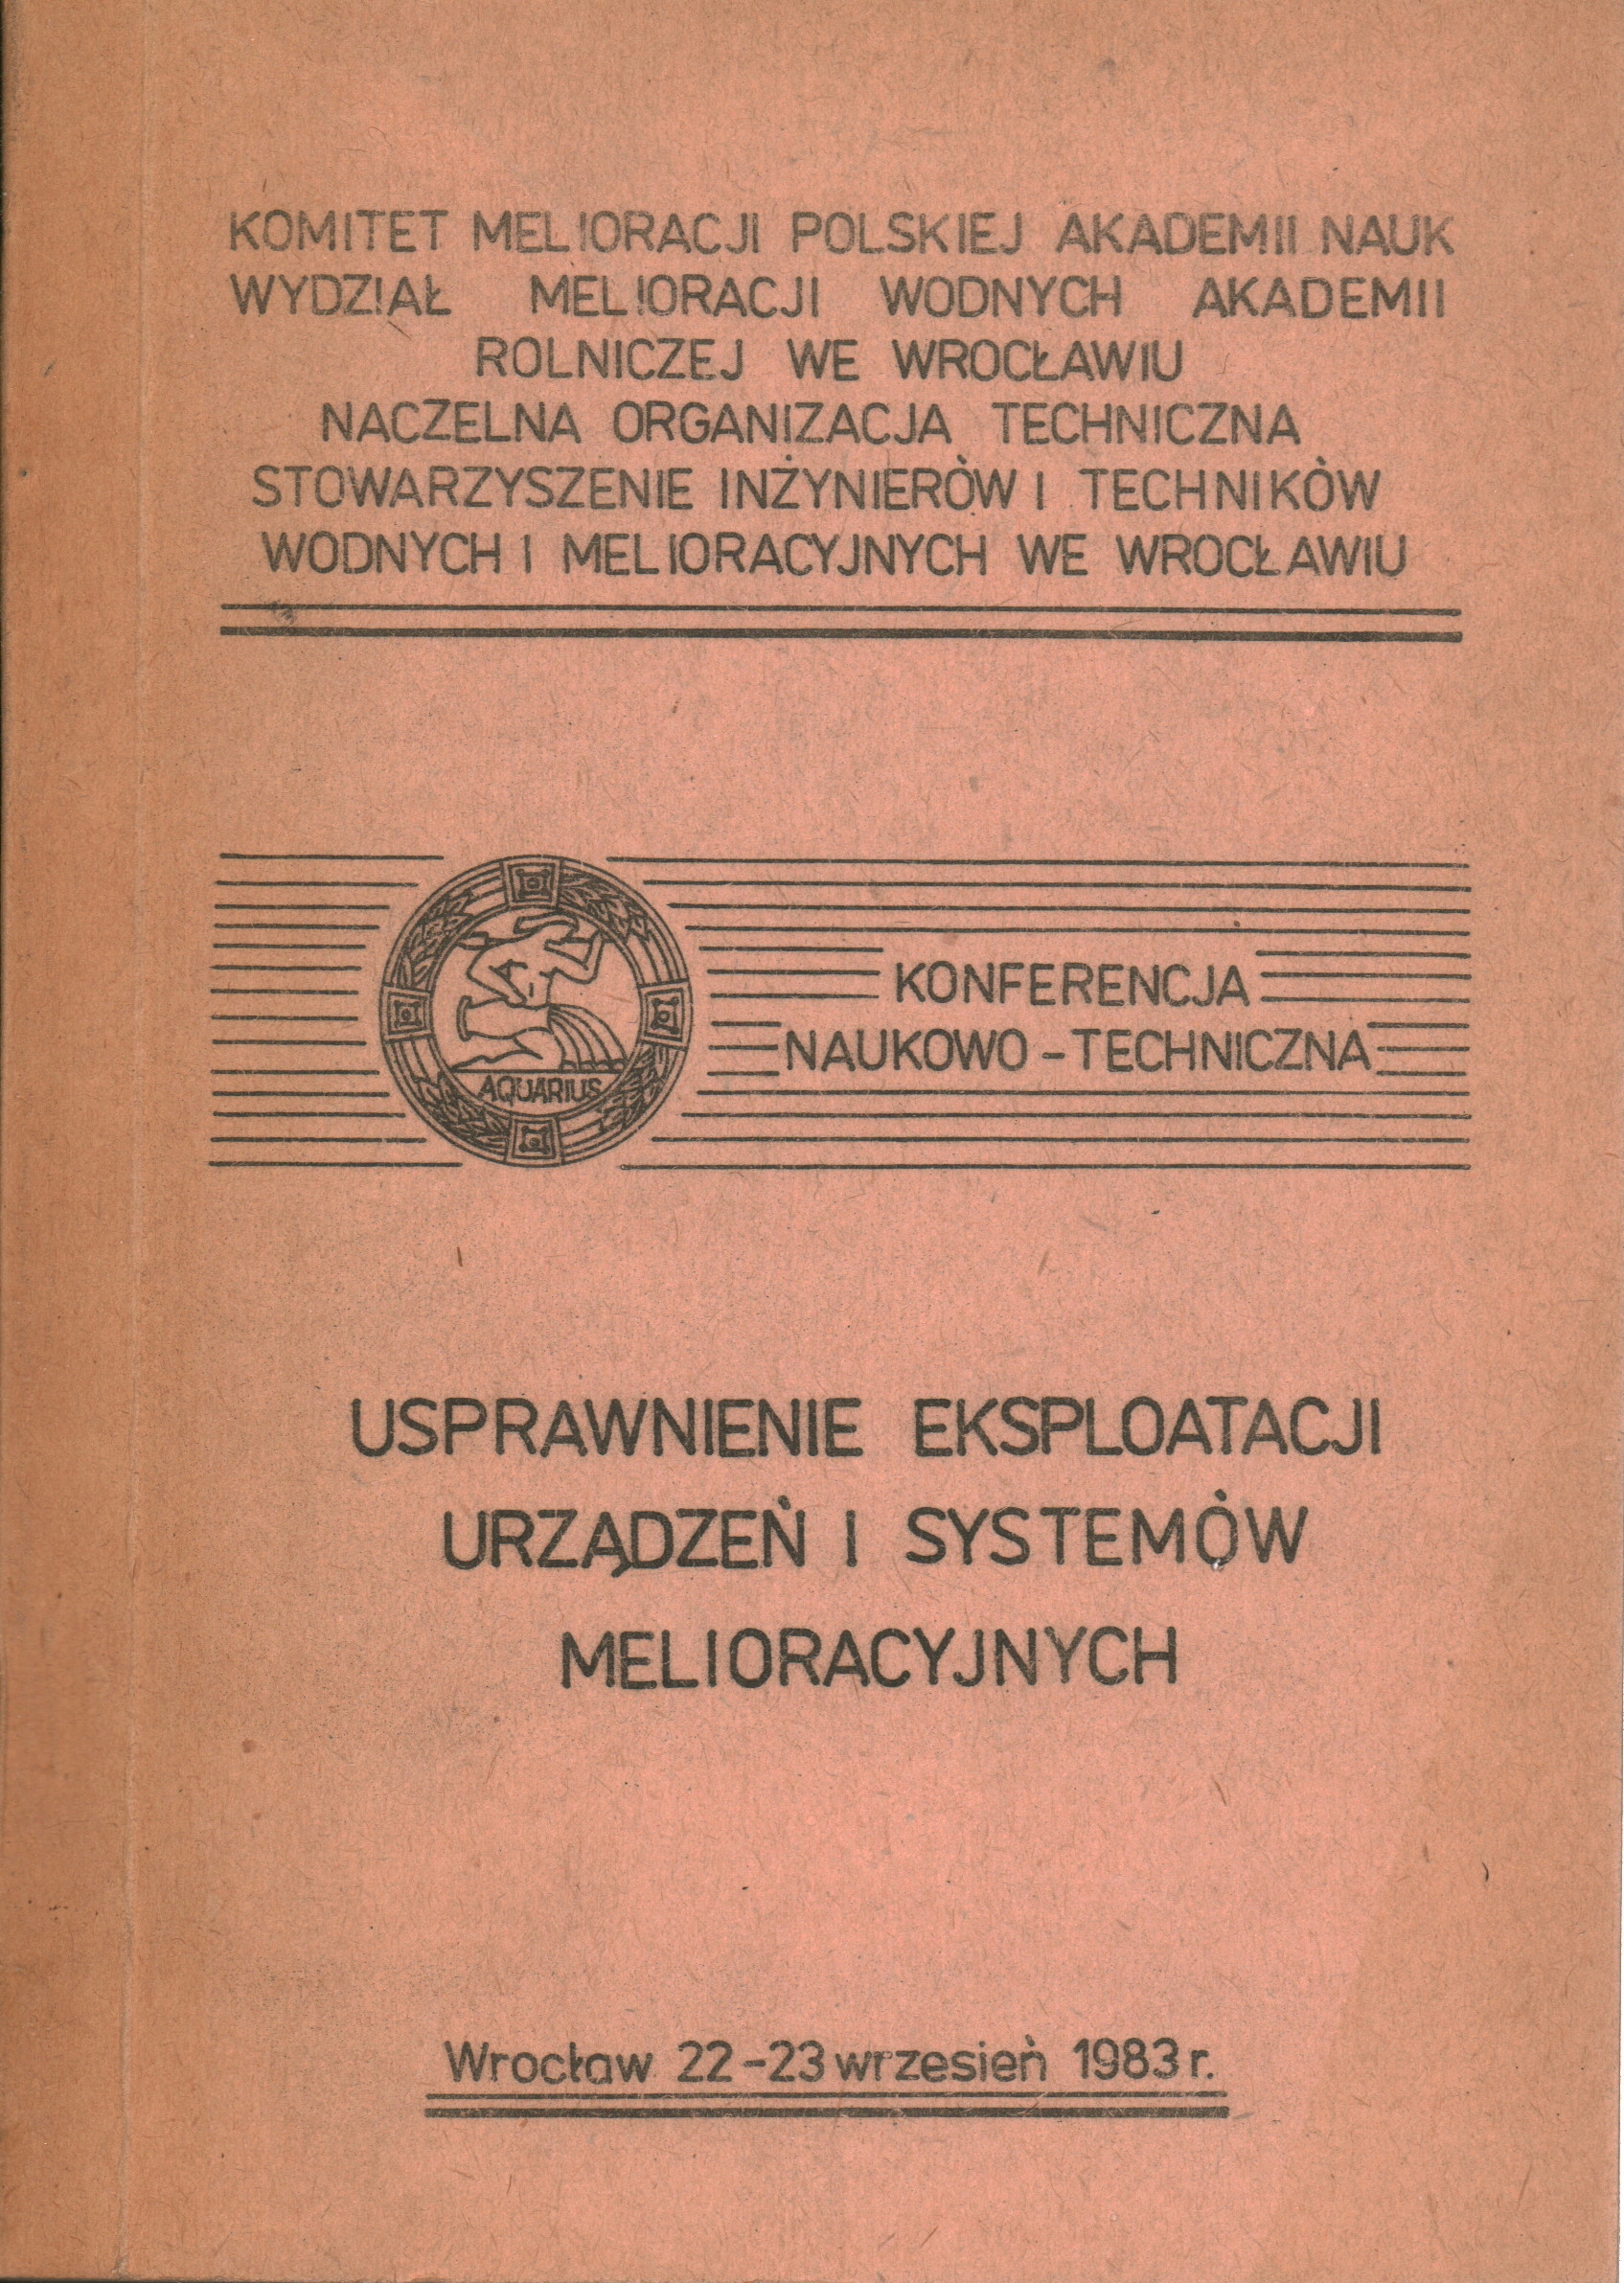 KOMITET MELIORACJI POLSKIEJ AKADEMII NAUK
WYDZIAŁ MELIORACJI WODNYCH AKADEMII
ROLNICZEJ WE WROCŁAWIU
NACZELNA ORGANIZACJA TECHNICZNA
STOWARZYSZENIE INŻYNIERÓW I TECHNIKÓW
WODNYCH I MELIORACYJNYCH WE WROCŁAWIU
KONFERENCJA
NAUKOWO - TECHNICZNA
AQUARIUS
USPRAWNIENIE EKSPLOATACJI
URZĄDZEŃ I SYSTEMÓW
MELIORACYJNYCH
Wrocław 22-23 wrzesień 1983 r.